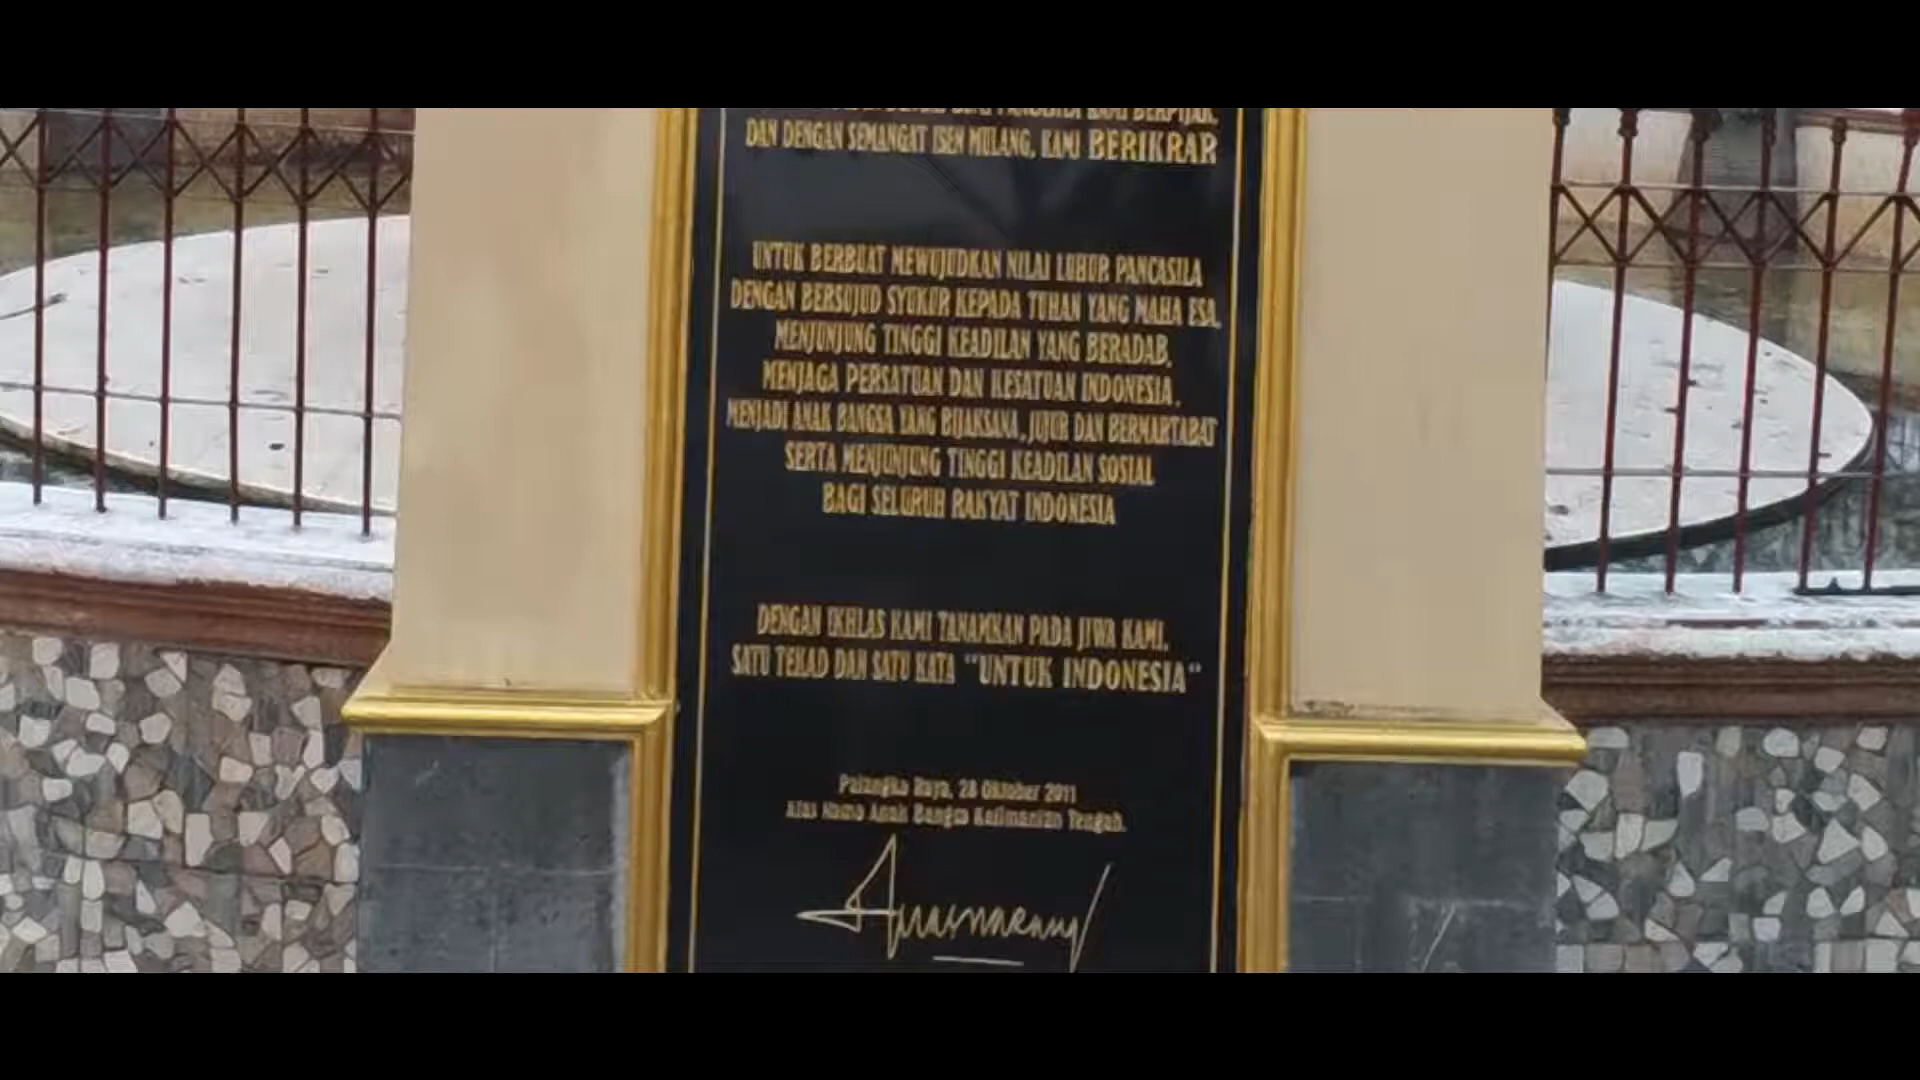 PANCASILA KAMI BERPIJAK,
DAN DENGAN SEMANGAT ISEN MULANG, KAMI BERIKRAR
UNTUK BERBUAT MEWUJUDKAN NILAI LUHUR PANCASILA
DENGAN BERSUJUD SYUKUR KEPADA TUHAN YANG MAHA ESA,
MENJUNJUNG TINGGI KEADILAN YANG BERADAB,
MENJAGA PERSATUAN DAN KESATUAN INDONESIA,
MENJADI ANAK BANGSA YANG BIJAKSANA, JUJUR DAN BERMARTABAT
SERTA MENJUNJUNG TINGGI KEADILAN SOSIAL
BAGI SELURUH RAKYAT INDONESIA
DENGAN IKHLAS KAMI TANAMKAN PADA JIWA KAMI,
SATU TEKAD DAN SATU KATA "UNTUK INDONESIA"
Palangka Raya, 28 Oktober 2011
Atas Nama Anak Bangsa Kalimantan Tengah,